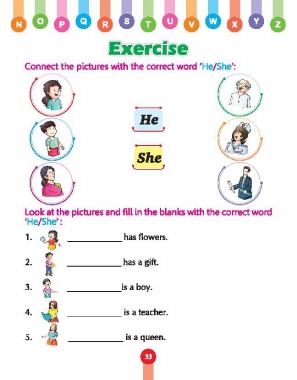 N O P Q R S T U V W X Y Z
Exercise
Connect the pictures with the correct word 'He/She':
He
She
Look at the pictures and fill in the blanks with the correct word
'He/She':
1. __________ has flowers.
2. __________ has a gift.
3. __________ is a boy.
4. __________ is a teacher.
5. __________ is a queen.
33